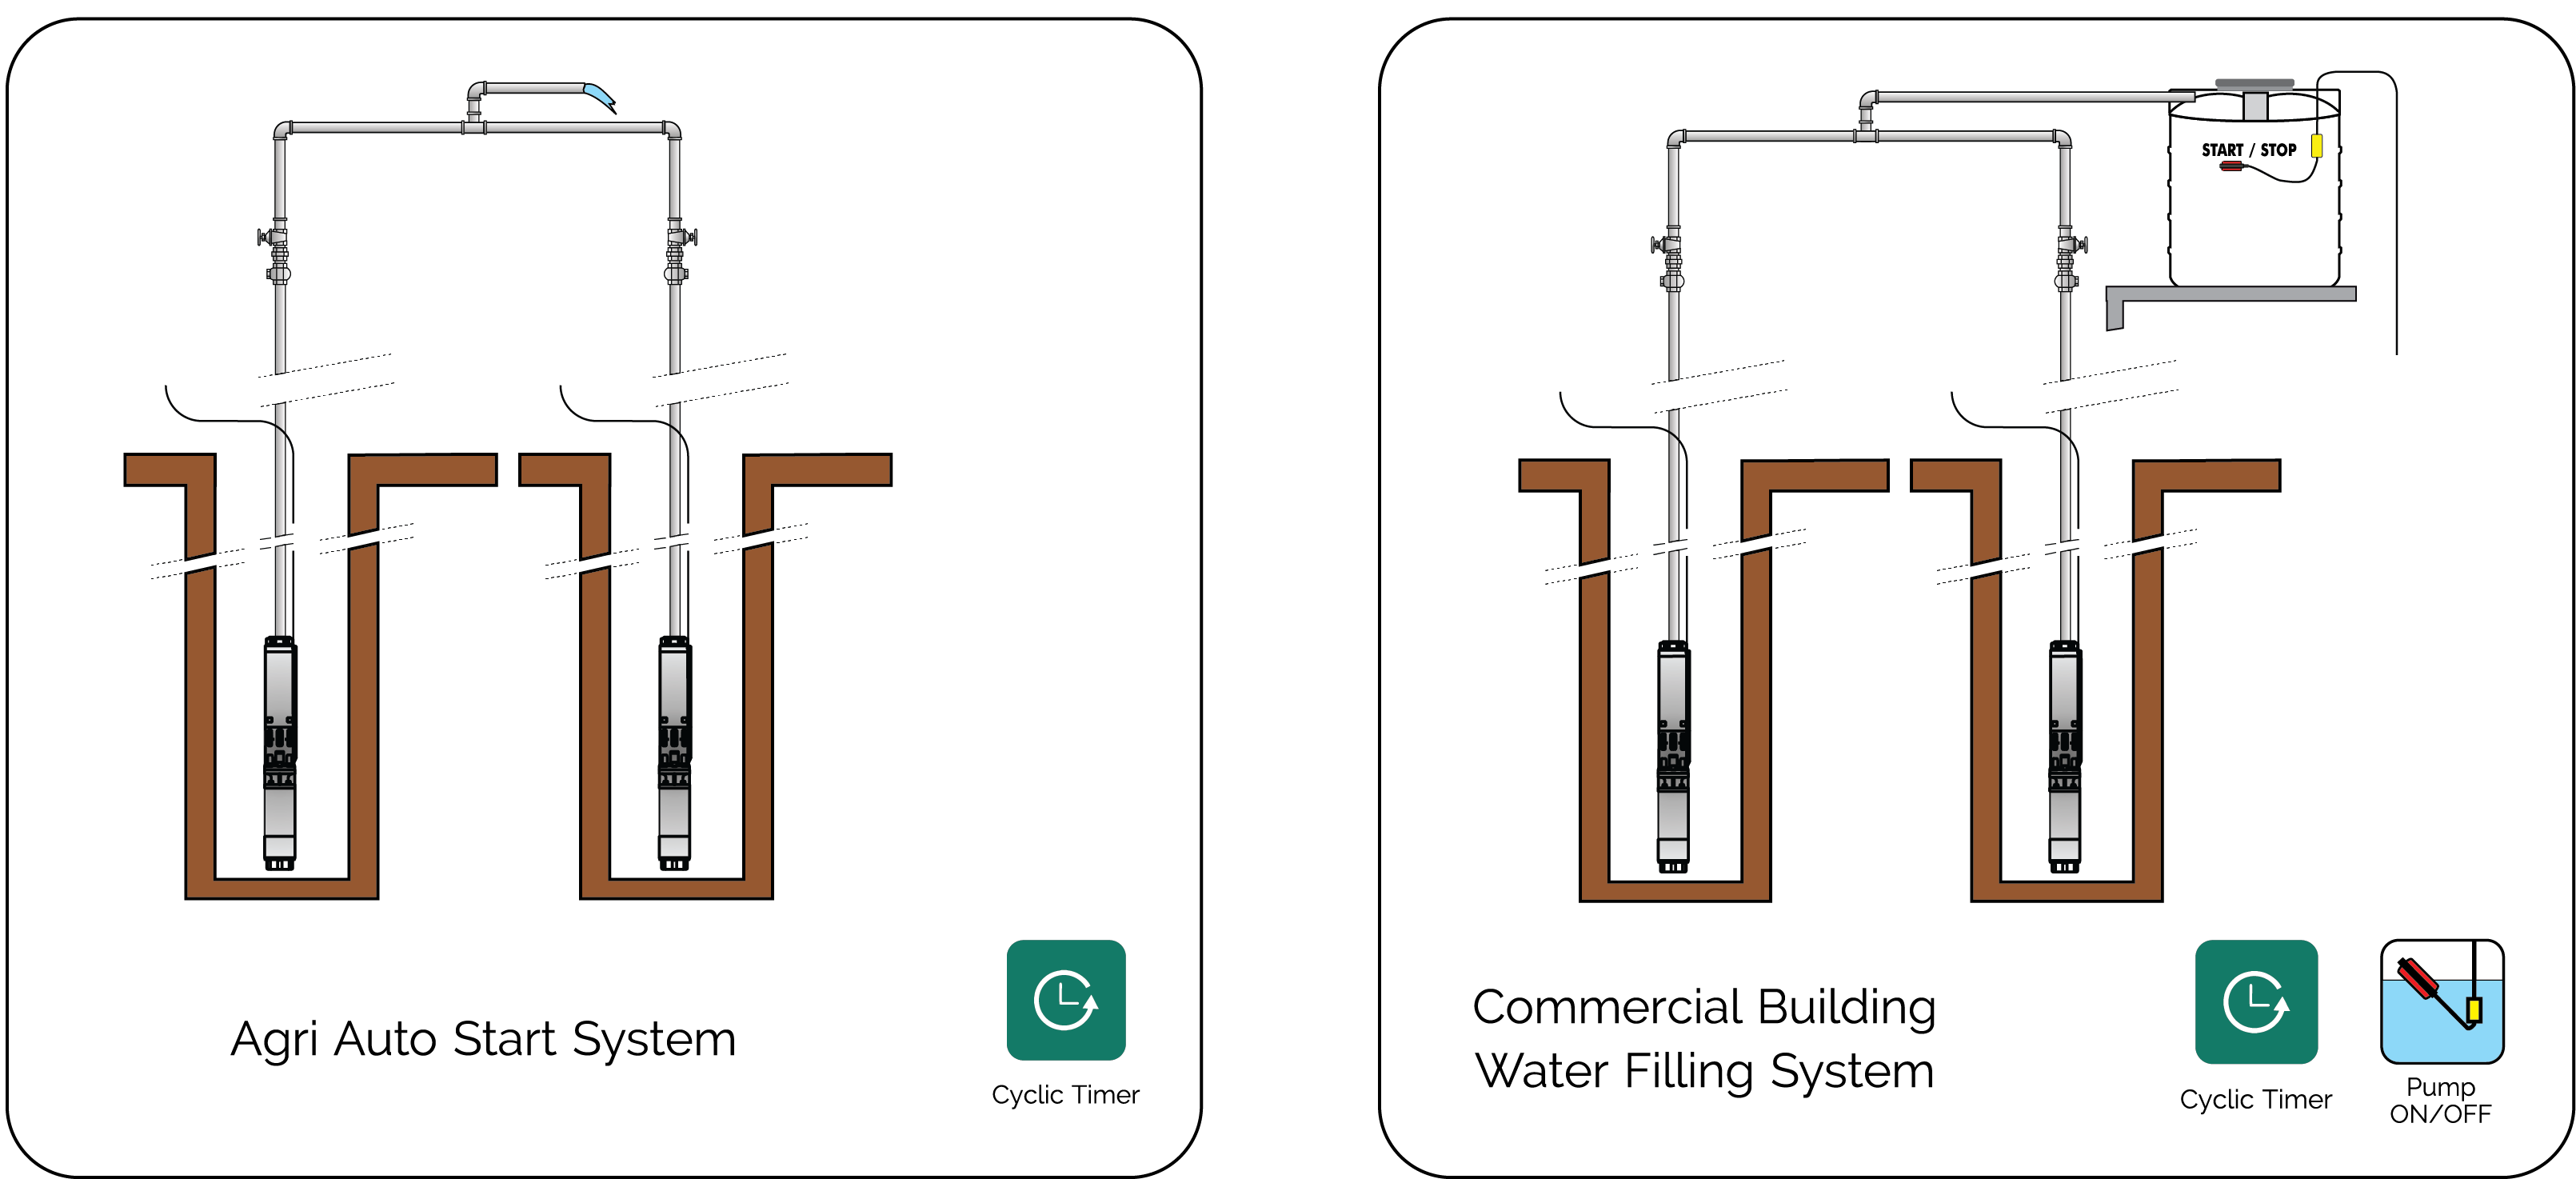 Agri Auto Start System
Cyclic Timer
START / STOP
Commercial Building
Water Filling System
Cyclic Timer
Pump
ON/OFF